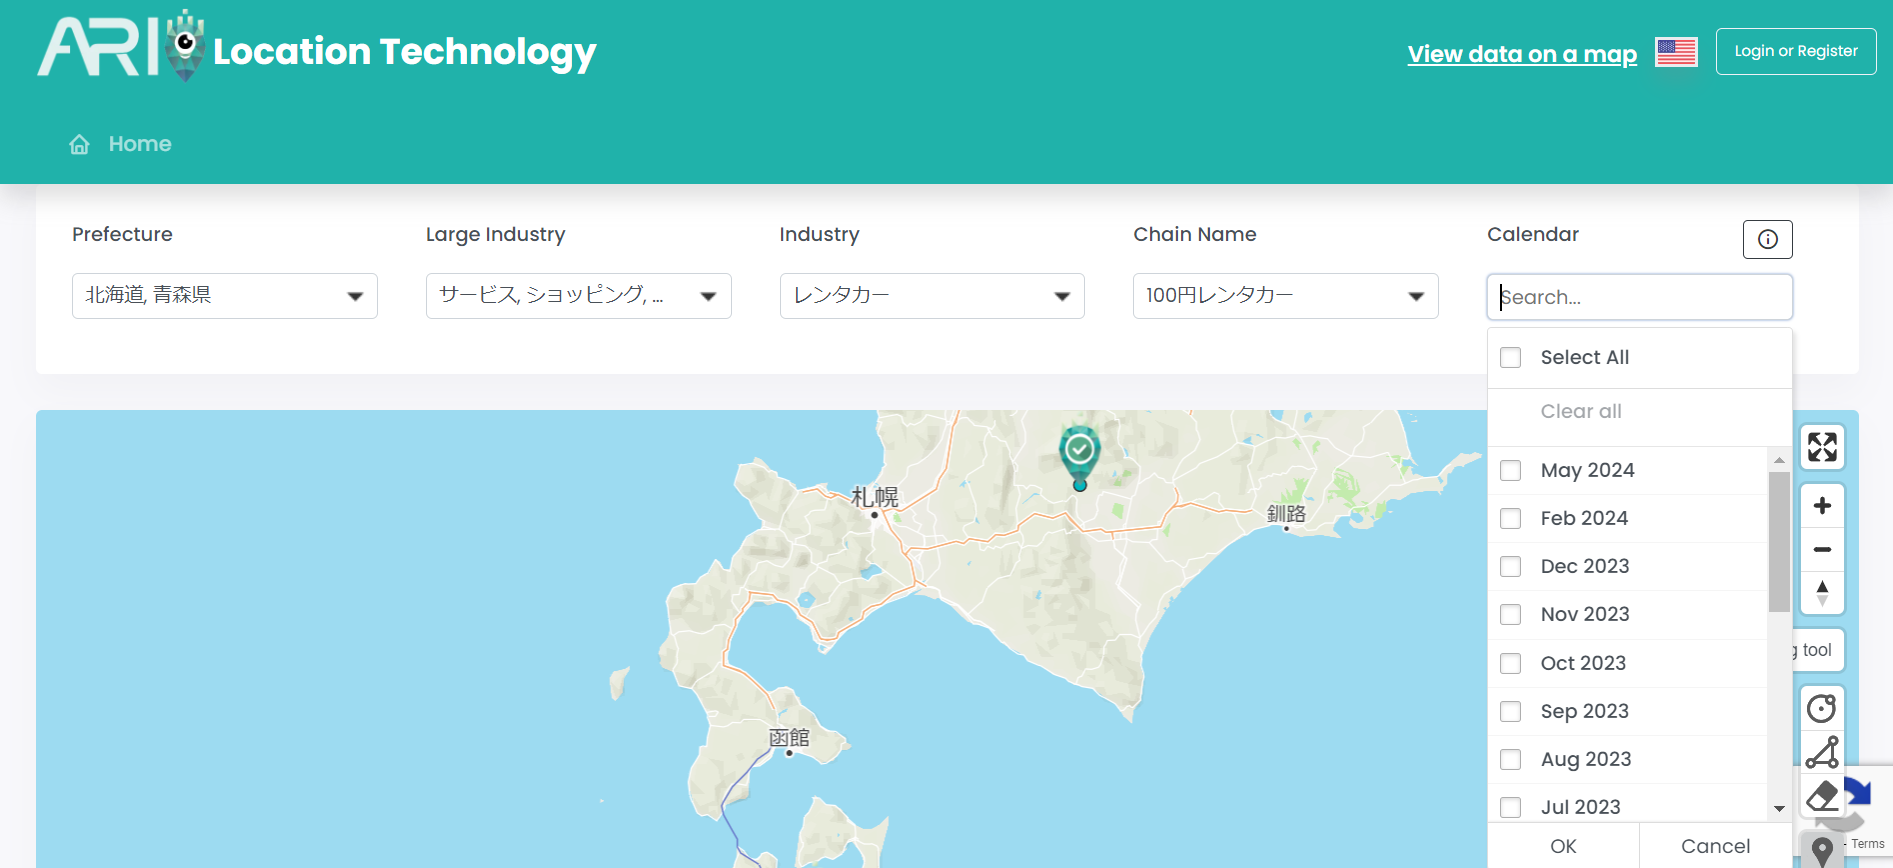 ARI Location Technology
View data on a map
Login or Register
Home
Prefecture
Large Industry
Industry
Chain Name
Calendar
北海道, 青森県
サービス, ショッピング, ...
レンタカー
100円レンタカー
Search...
Select All
Clear all
May 2024
Feb 2024
Dec 2023
Nov 2023
Oct 2023
Sep 2023
Aug 2023
Jul 2023
OK
Cancel
札幌
釧路
函館
g tool
- Terms